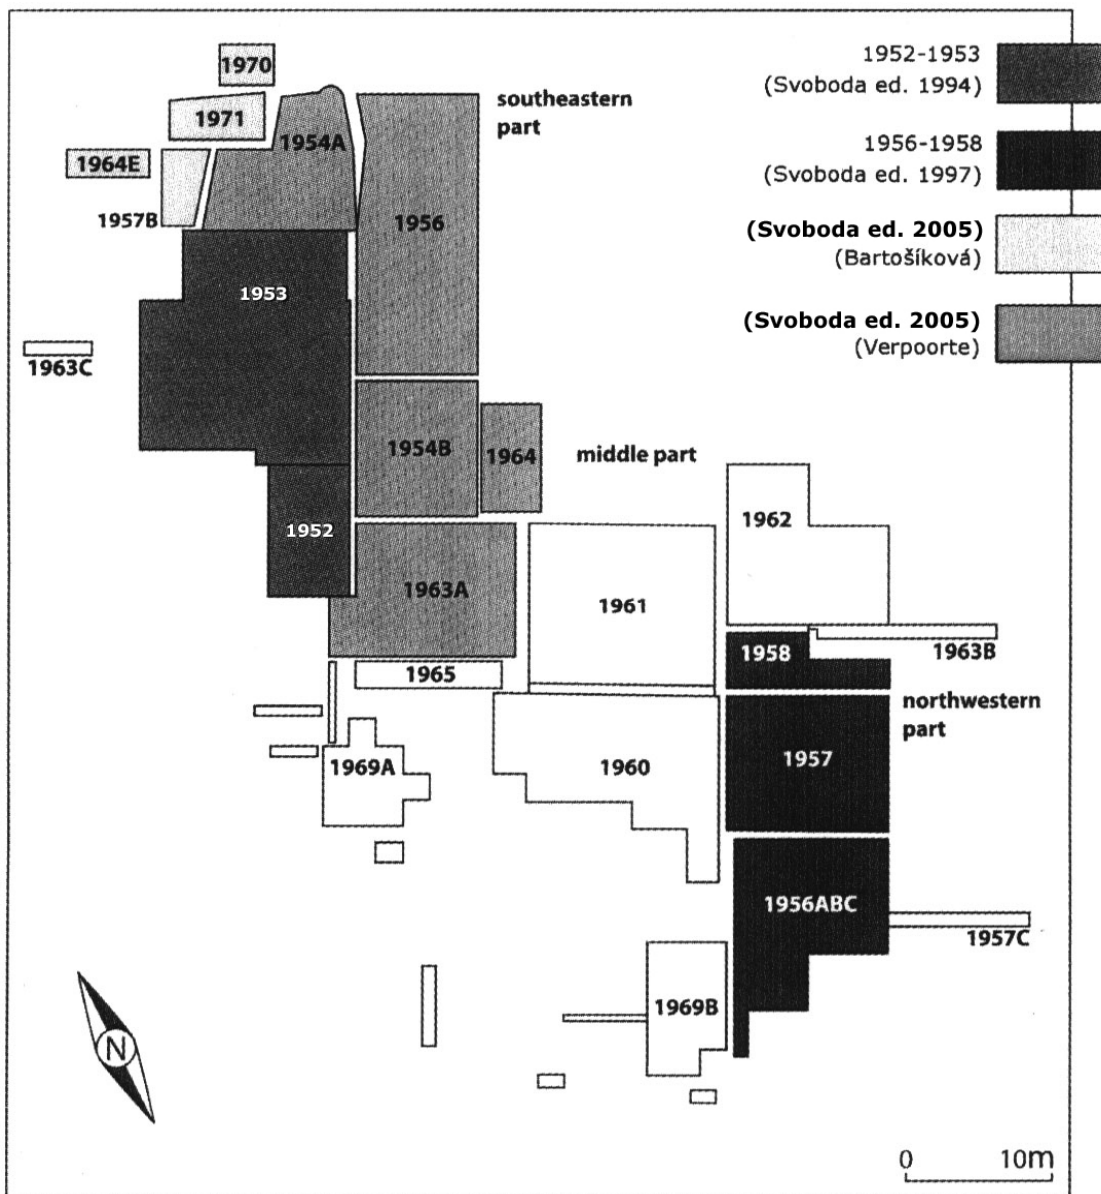 1970
1971
1954A
1964E
1957B
1956
1953
1963C
1954B
1964
1952
1963A
1965
1969A
1961
1962
1963B
1958
1960
1957
1956ABC
1957C
1969B
southeastern
part
middle part
northwestern
part
1952-1953
(Svoboda ed. 1994)
1956-1958
(Svoboda ed. 1997)
(Svoboda ed. 2005)
(Bartošíková)
(Svoboda ed. 2005)
(Verpoorte)
N
0 10m